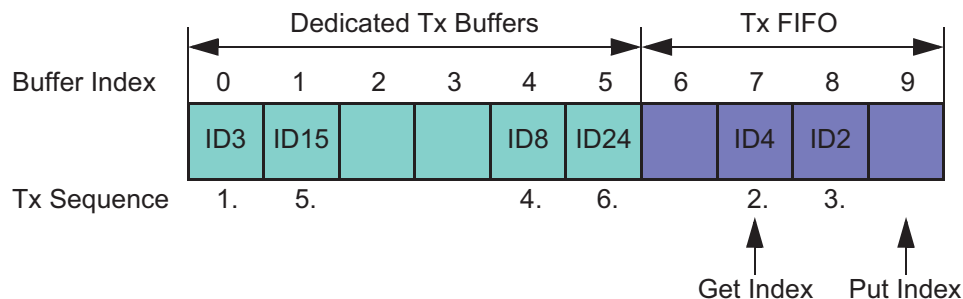 Dedicated Tx Buffers Tx FIFO
Buffer Index 0 1 2 3 4 5 6 7 8 9
ID3 ID15 ID8 ID24 ID4 ID2
Tx Sequence 1. 5. 4. 6. 2. 3.
Get Index Put Index